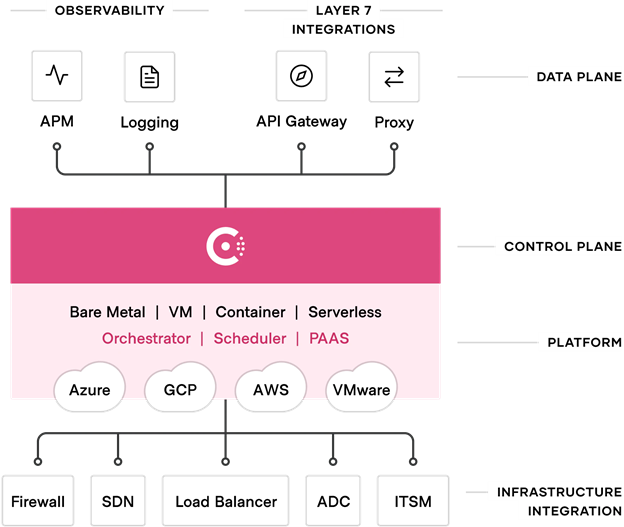 OBSERVABILITY
LAYER 7
INTEGRATIONS
APM
Logging
API Gateway
Proxy
DATA PLANE
CONTROL PLANE
Bare Metal | VM | Container | Serverless
Orchestrator | Scheduler | PAAS
PLATFORM
Azure
GCP
AWS
VMware
Firewall
SDN
Load Balancer
ADC
ITSM
INFRASTRUCTURE
INTEGRATION